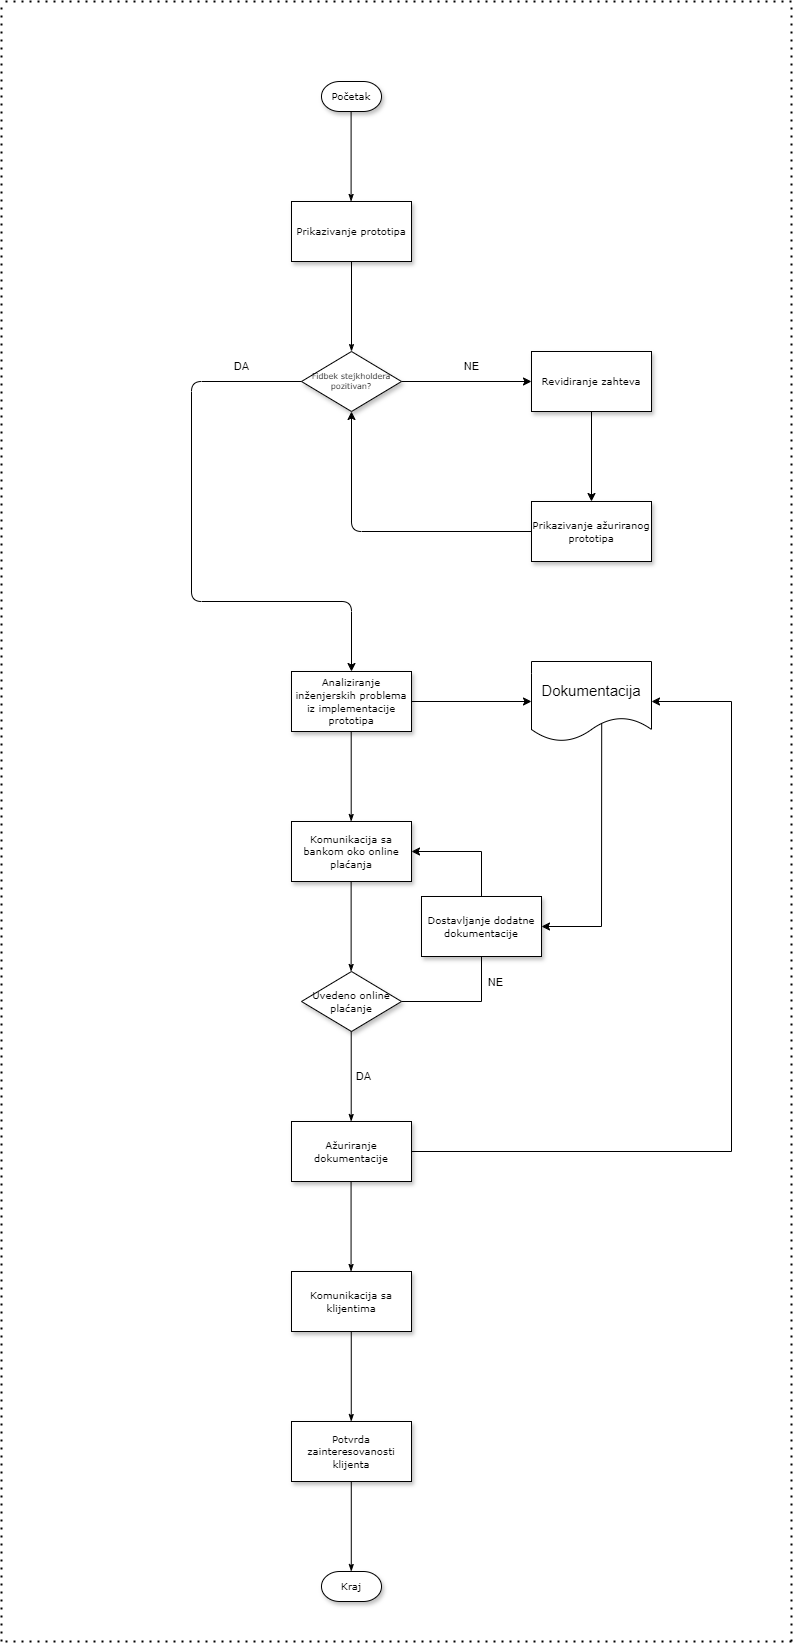 Početak
Prikazivanje prototipa
DA
NE
fidbek stejkholdera
pozitivan?
Revidiranje zahteva
Prikazivanje ažuriranog
prototipa
Analiziranje
inženjerskih problema
iz implementacije
prototipa
Dokumentacija
Komunikacija sa
bankom oko online
plaćanja
Dostavljanje dodatne
dokumentacije
NE
Uvedeno online
plaćanje
DA
Ažuriranje
dokumentacije
Komunikacija sa
klijentima
Potvrda
zainteresovanosti
klijenta
Kraj